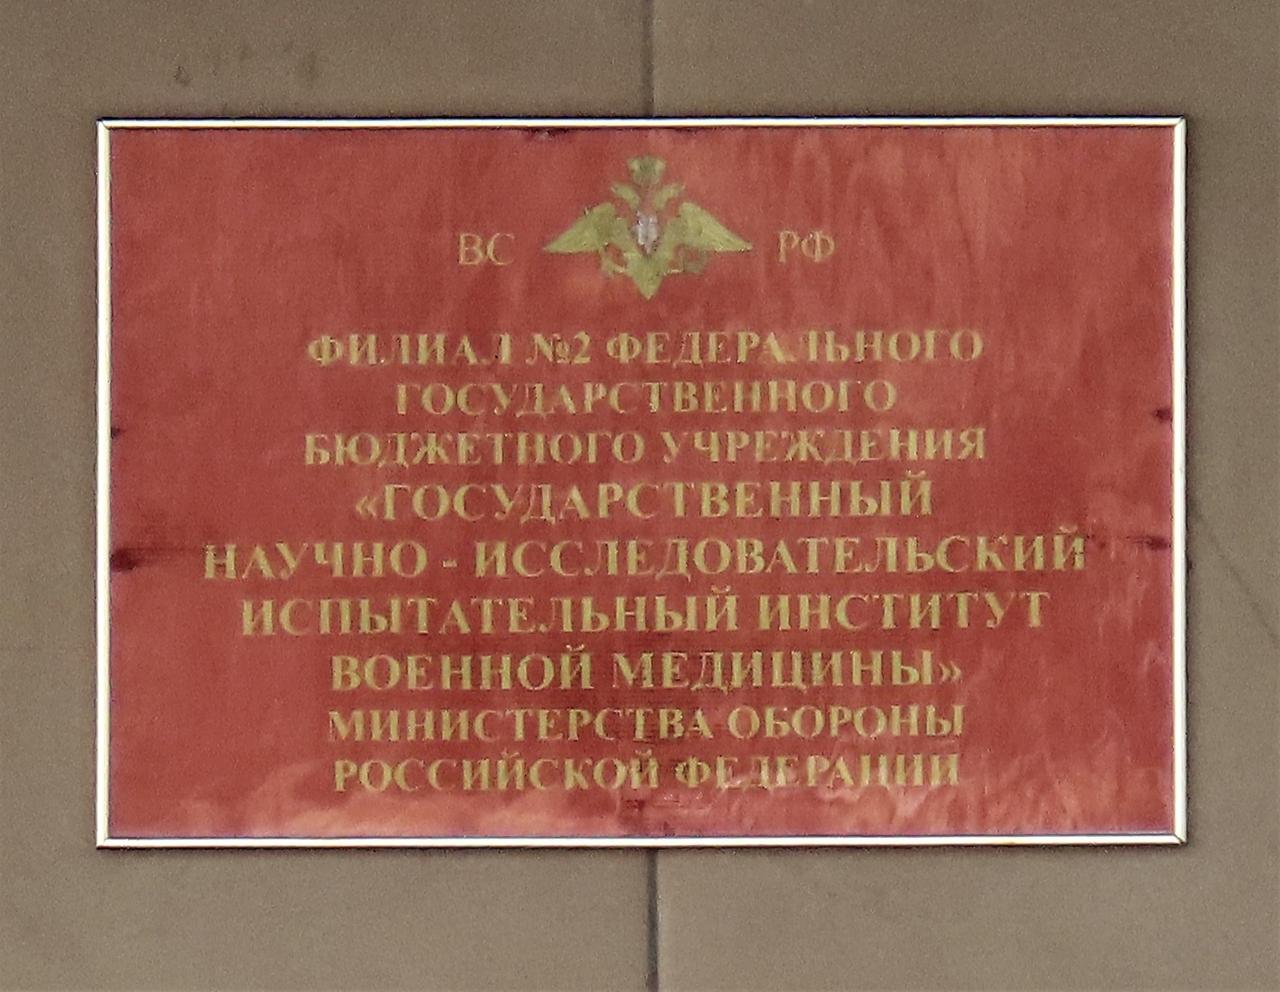 ВС РФ
ФИЛИАЛ №2 ФЕДЕРАЛЬНОГО
ГОСУДАРСТВЕННОГО
БЮДЖЕТНОГО УЧРЕЖДЕНИЯ
«ГОСУДАРСТВЕННЫЙ
НАУЧНО - ИССЛЕДОВАТЕЛЬСКИЙ
ИСПЫТАТЕЛЬНЫЙ ИНСТИТУТ
ВОЕННОЙ МЕДИЦИНЫ»
МИНИСТЕРСТВА ОБОРОНЫ
РОССИЙСКОЙ ФЕДЕРАЦИИ